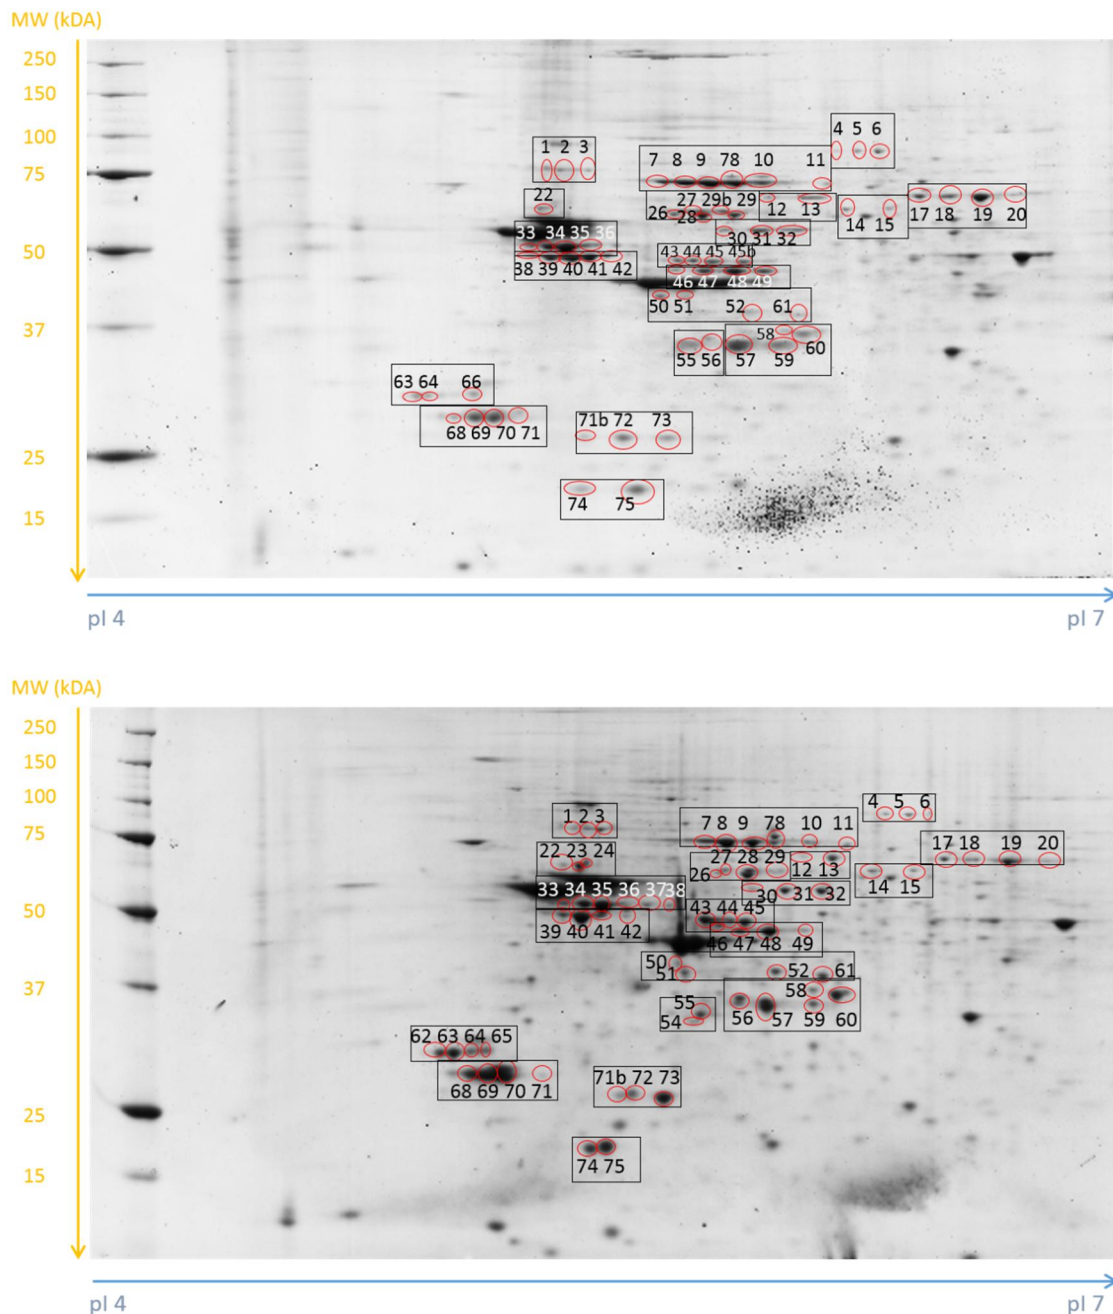 MW (kDA)
250
150
100
75
50
37
25
15
4 5 6
1 2 3
7 8 9 78 10 11
22
27 29b 29
26 28 12 13
14 15
17 18 19 20
33 34 35 36
30 31 32
38 39 40 41 42
43 44 45 45b
46 47 48 49
50 51 52 61
58
55 56 57 59 60
63 64 66
68 69 70 71
71b 72 73
74 75
pI 4
pI 7
MW (kDA)
250
150
100
75
50
37
25
15
4 5 6
1 2 3
7 8 9 78 10 11
22 23 24
27 28 29
26 12 13
17 18 19 20
14 15
33 34 35 36 37 38
30 31 32
39 40 41 42
43 44 45
46 47 48 49
50
51 52 61
58
55
54
56 57 59 60
62 63 64 65
68 69 70 71
71b 72 73
74 75
pI 4
pI 7